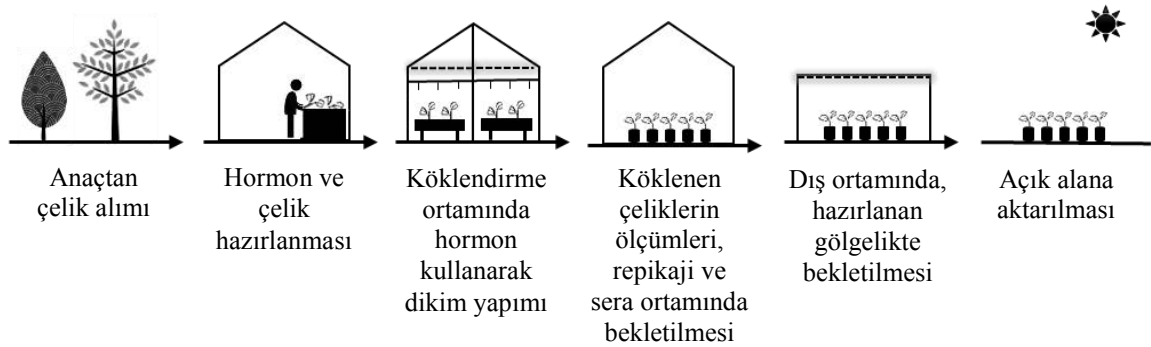 Anaçtan
çelik alımı
Hormon ve
çelik
hazırlanması
Köklendirme
ortamında
hormon
kullanarak
dikim yapımı
Köklenen
çeliklerin
ölçümleri,
repikaji ve
sera ortamında
bekletilmesi
Dış ortamında,
hazırlanan
gölgelikte
bekletilmesi
Açık alana
aktarılması